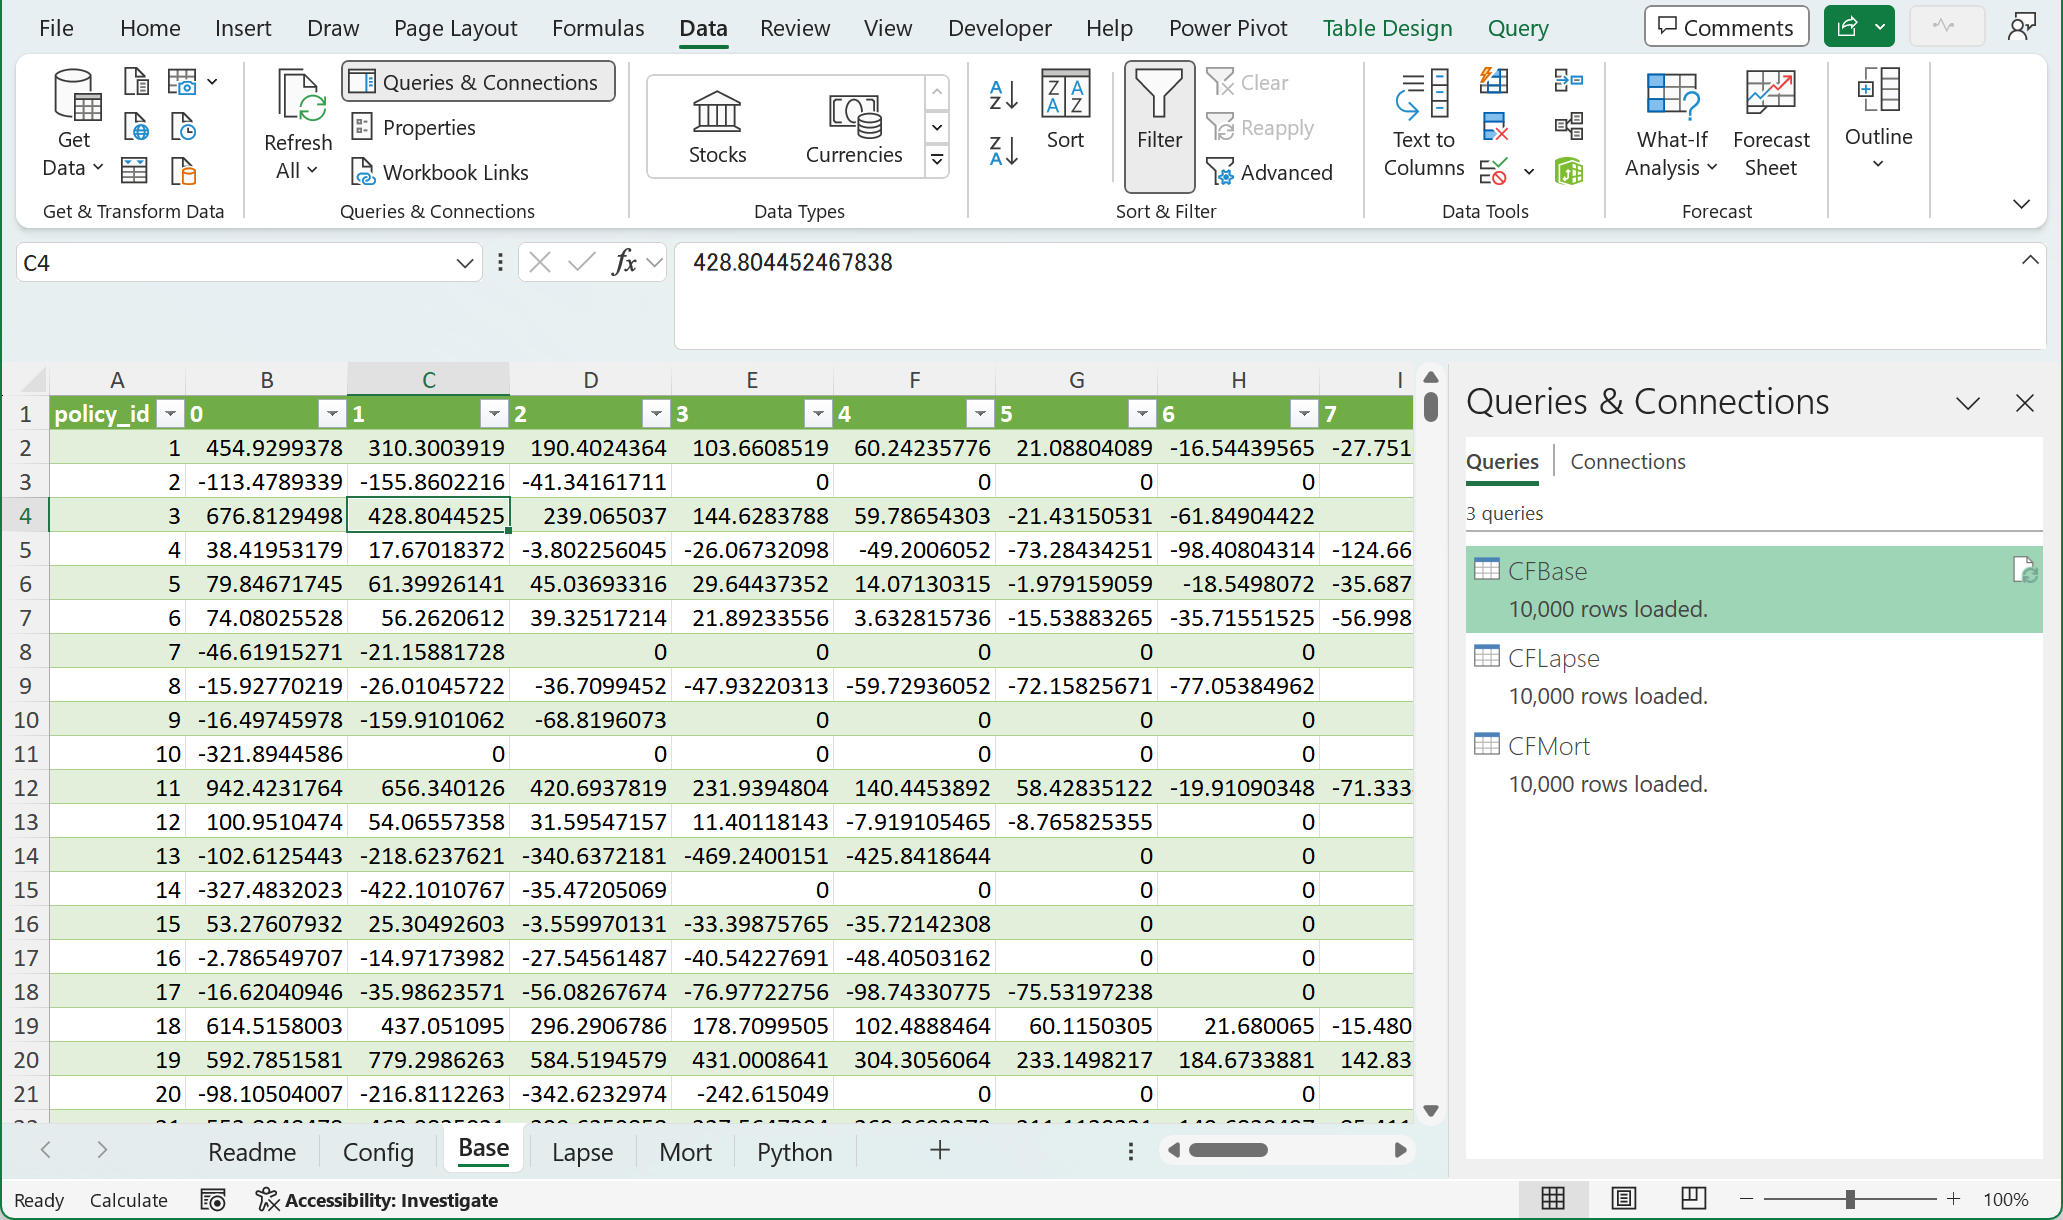 File Home Insert Draw Page Layout Formulas Data Review View Developer Help Power Pivot Table Design Query Comments
Get Data
Refresh All
Queries & Connections
Properties
Workbook Links
Stocks
Currencies
Sort
Filter
Clear
Reapply
Advanced
Text to Columns
What-If Analysis
Forecast Sheet
Outline
Get & Transform Data Queries & Connections Data Types Sort & Filter Data Tools Forecast
C4 fx 428.804452467838
A B C D E F G H I
1 policy_id 0 1 2 3 4 5 6 7
2 1 454.9299378 310.3003919 190.4024364 103.6608519 60.24235776 21.08804089 -16.54439565 -27.751
3 2 -113.4789339 -155.8602216 -41.34161711 0 0 0 0
4 3 676.8129498 428.8044525 239.065037 144.6283788 59.78654303 -21.43150531 -61.84904422
5 4 38.41953179 17.67018372 -3.802256045 -26.06732098 -49.2006052 -73.28434251 -98.40804314 -124.66
6 5 79.84671745 61.39926141 45.03693316 29.64437352 14.07130315 -1.979159059 -18.5498072 -35.687
7 6 74.08025528 56.2620612 39.32517214 21.89233556 3.632815736 -15.53883265 -35.71551525 -56.998
8 7 -46.61915271 -21.15881728 0 0 0 0 0
9 8 -15.92770219 -26.01045722 -36.7099452 -47.93220313 -59.72936052 -72.15825671 -77.05384962
10 9 -16.49745978 -159.9101062 -68.8196073 0 0 0 0
11 10 -321.8944586 0 0 0 0 0 0
12 11 942.4231764 656.340126 420.6937819 231.9394804 140.4453892 58.42835122 -19.91090348 -71.333
13 12 100.9510474 54.06557358 31.59547157 11.40118143 -7.919105465 -8.765825355 0
14 13 -102.6125443 -218.6237621 -340.6372181 -469.2400151 -425.8418644 0 0
15 14 -327.4832023 -422.1010767 -35.47205069 0 0 0 0
16 15 53.27607932 25.30492603 -3.559970131 -33.39875765 -35.72142308 0 0
17 16 -2.786549707 -14.97173982 -27.54561487 -40.54227691 -48.40503162 0 0
18 17 -16.62040946 -35.98623571 -56.08267674 -76.97722756 -98.74330775 -75.53197238 0
19 18 614.5158003 437.051095 296.2906786 178.7099505 102.4888464 60.1150305 21.680065 -15.480
20 19 592.7851581 779.2986263 584.5194579 431.0008641 304.3056064 233.1498217 184.6733881 142.83
21 20 -98.10504007 -216.8112263 -342.6232974 -242.615049 0 0 0
Queries & Connections
Queries Connections
3 queries
CFBase
10,000 rows loaded.
CFLapse
10,000 rows loaded.
CFMort
10,000 rows loaded.
Readme Config Base Lapse Mort Python
Ready Calculate Accessibility: Investigate 100%